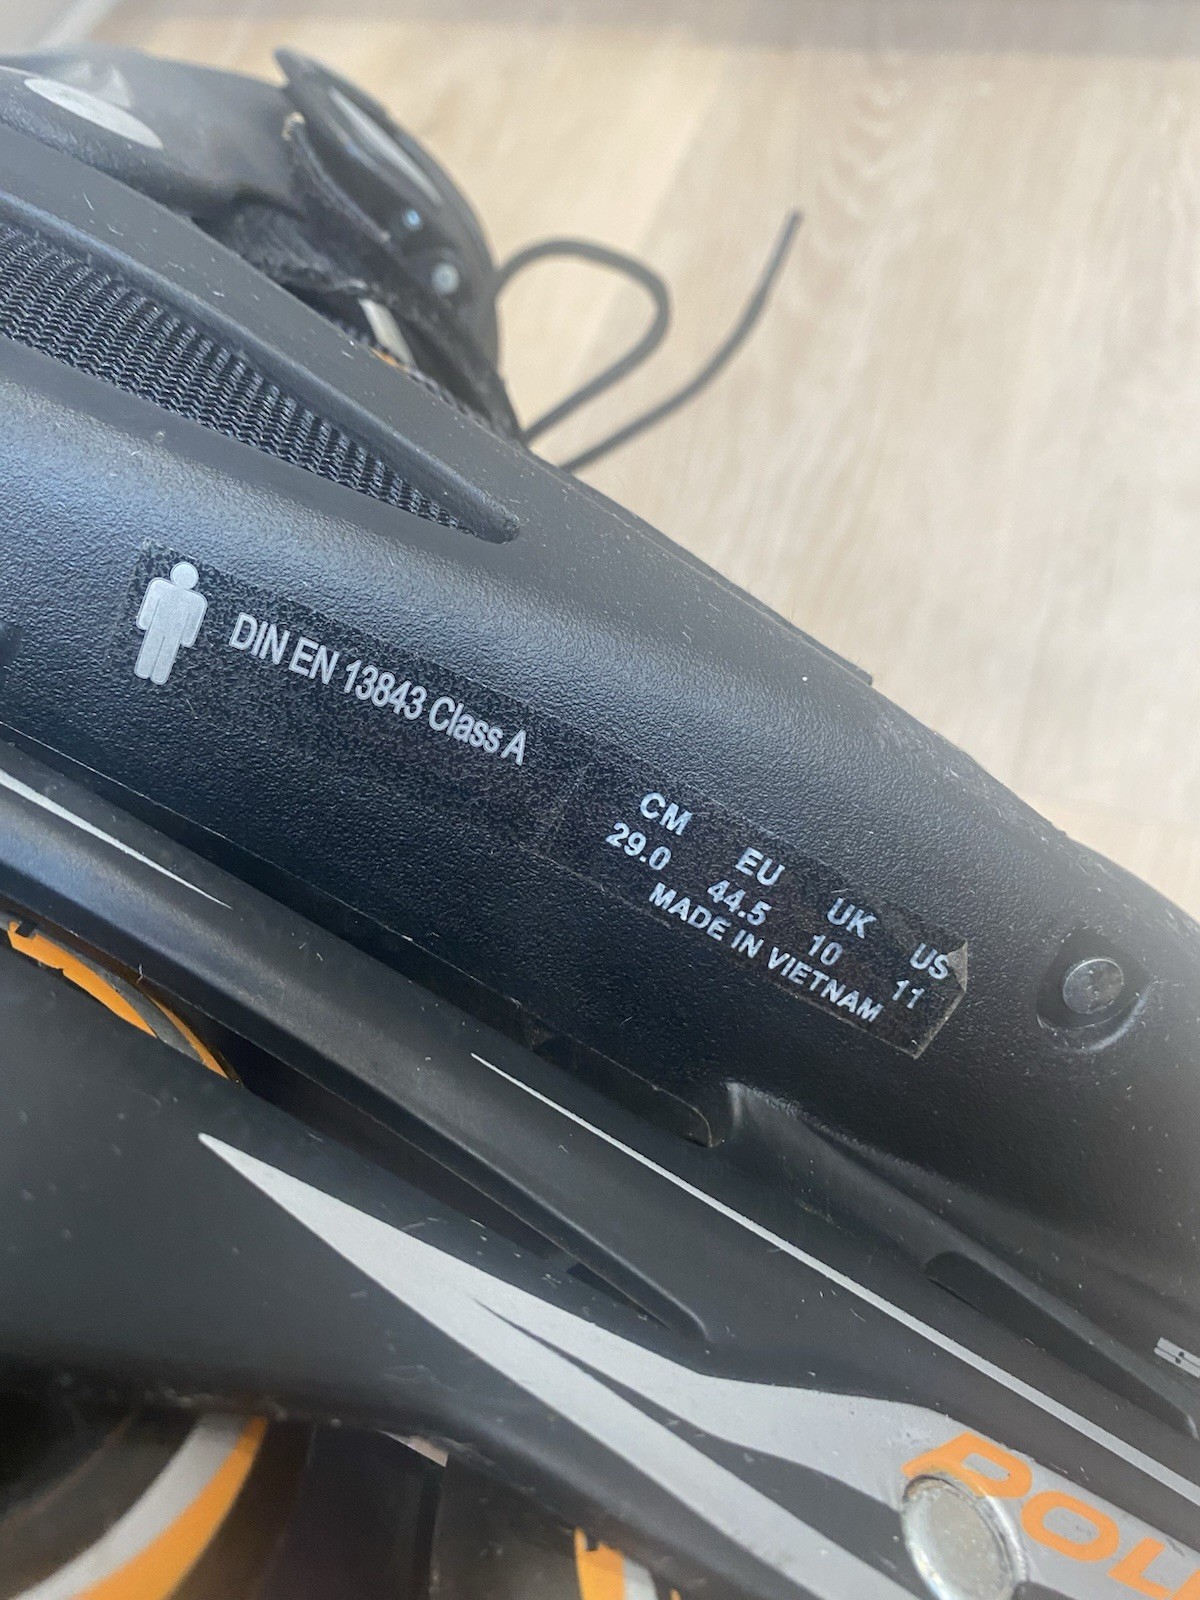 DIN EN 13843 Class A
CM EU UK US
29.0 44.5 10 11
MADE IN VIETNAM